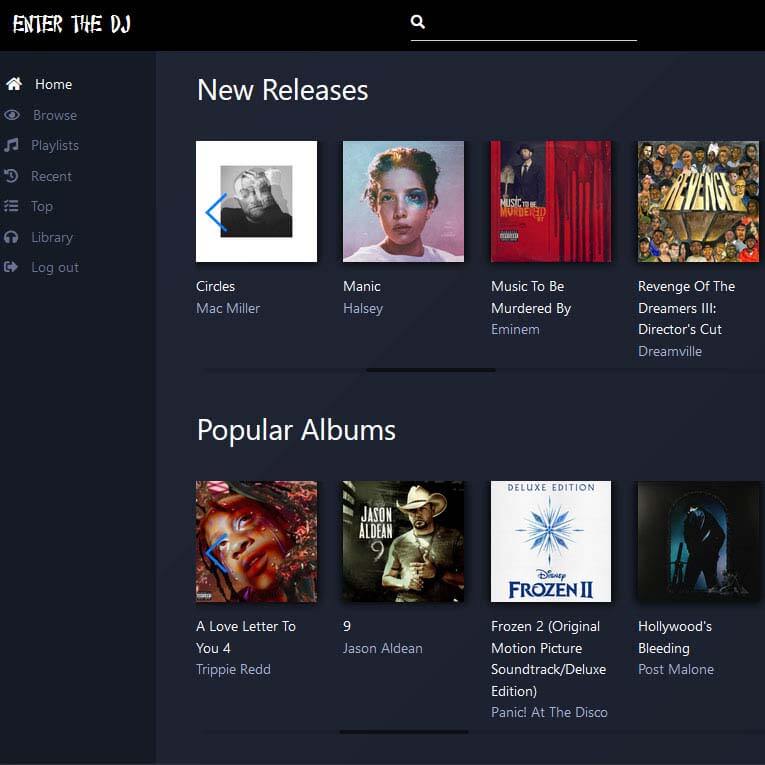 ENTER THE DJ
Home
Browse
Playlists
Recent
Top
Library
Log out
New Releases
MUSIC TO BE
MURDERED
BY
REVENGE
Circles
Mac Miller
Manic
Halsey
Music To Be
Murdered By
Eminem
Revenge Of The
Dreamers III:
Director's Cut
Dreamville
Popular Albums
JASON
ALDEAN
9
DELUXE EDITION
Disney
FROZEN II
A Love Letter To
You 4
Trippie Redd
9
Jason Aldean
Frozen 2 (Original
Motion Picture
Soundtrack/Deluxe
Edition)
Panic! At The Disco
Hollywood's
Bleeding
Post Malone